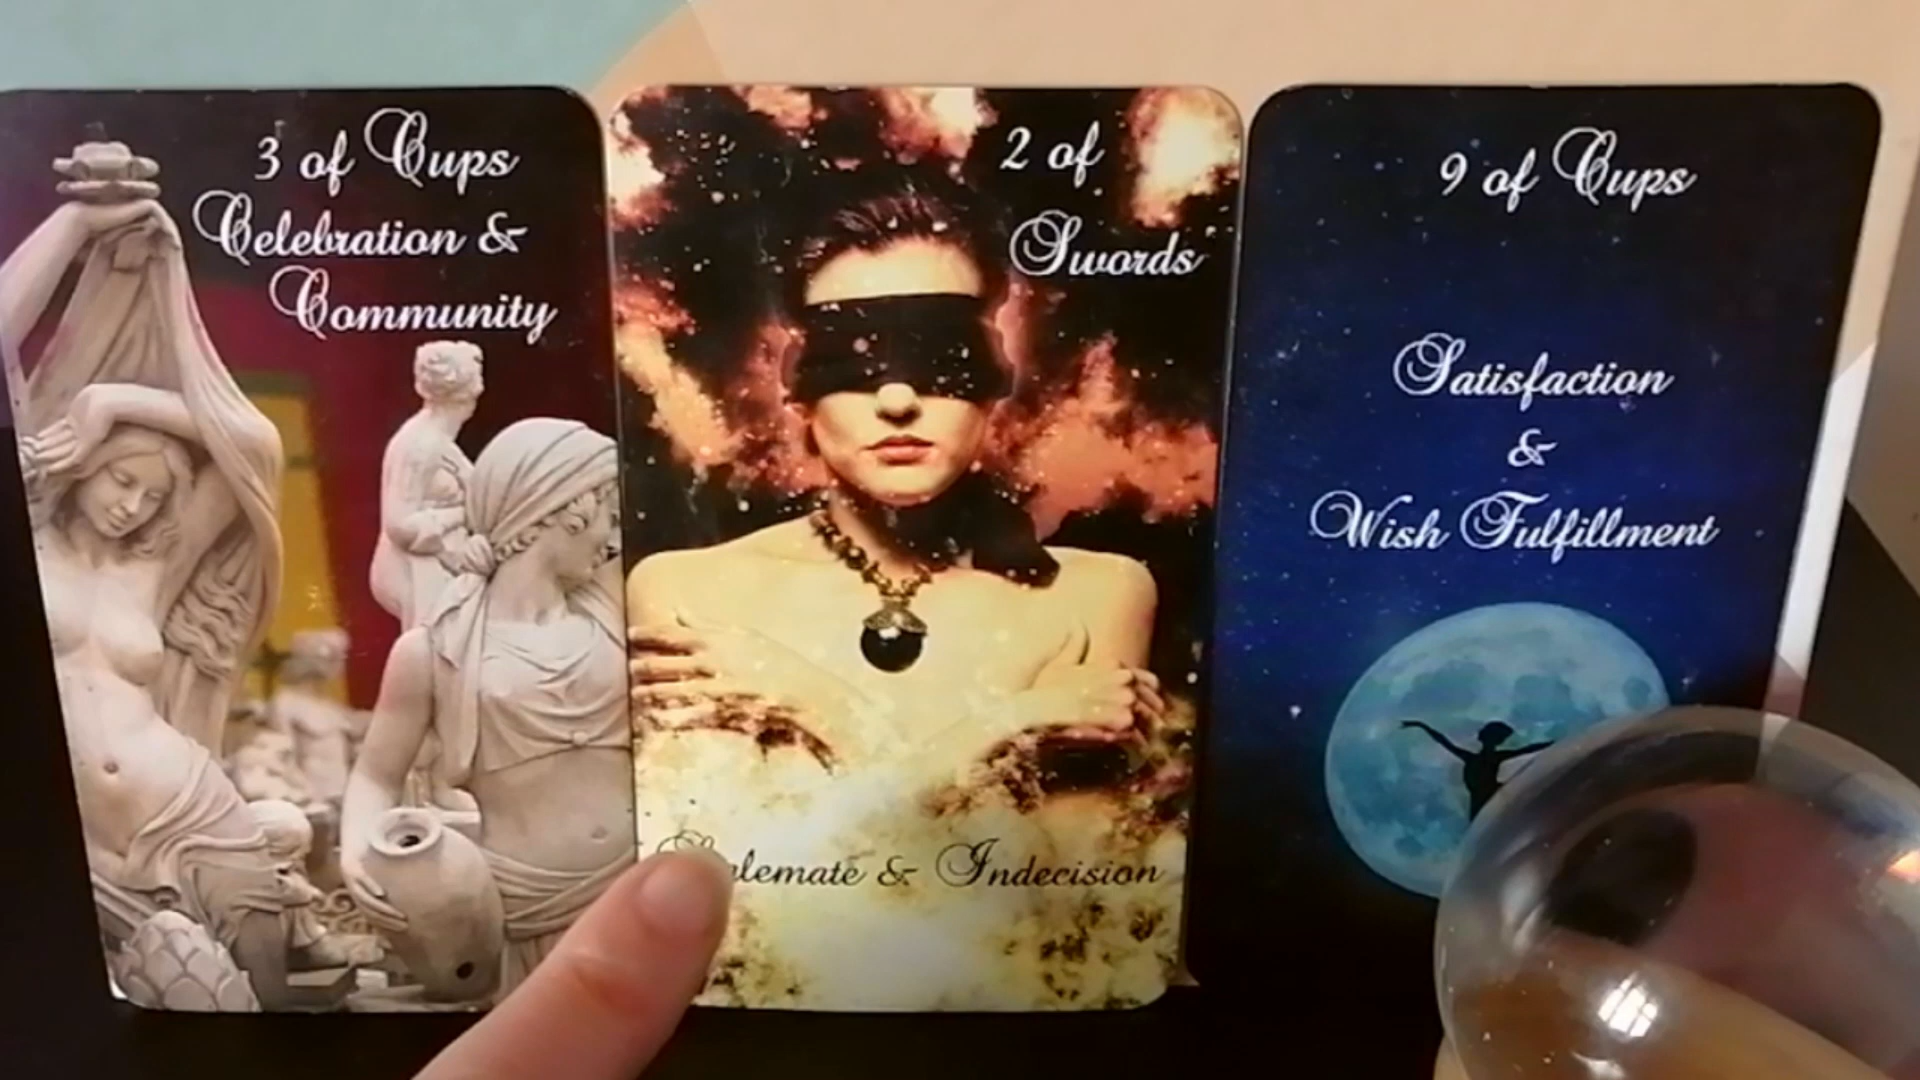 3 of Cups
Celebration &
Community
2 of
Swords
& Indecision
9 of Cups
Satisfaction
&
Wish Fulfillment